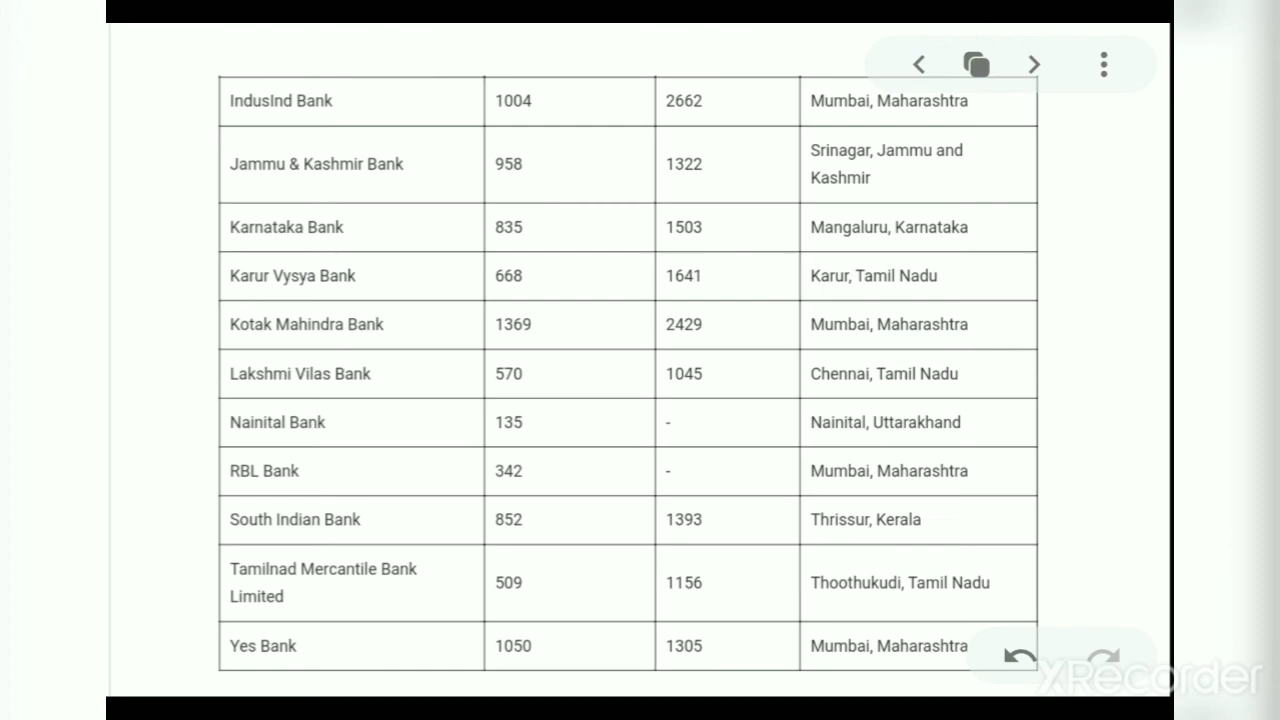 IndusInd Bank 1004 2662 Mumbai, Maharashtra
Jammu & Kashmir Bank 958 1322 Srinagar, Jammu and
Kashmir
Karnataka Bank 835 1503 Mangaluru, Karnataka
Karur Vysya Bank 668 1641 Karur, Tamil Nadu
Kotak Mahindra Bank 1369 2429 Mumbai, Maharashtra
Lakshmi Vilas Bank 570 1045 Chennai, Tamil Nadu
Nainital Bank 135 - Nainital, Uttarakhand
RBL Bank 342 - Mumbai, Maharashtra
South Indian Bank 852 1393 Thrissur, Kerala
Tamilnad Mercantile Bank
Limited 509 1156 Thoothukudi, Tamil Nadu
Yes Bank 1050 1305 Mumbai, Maharashtra
XRecorder